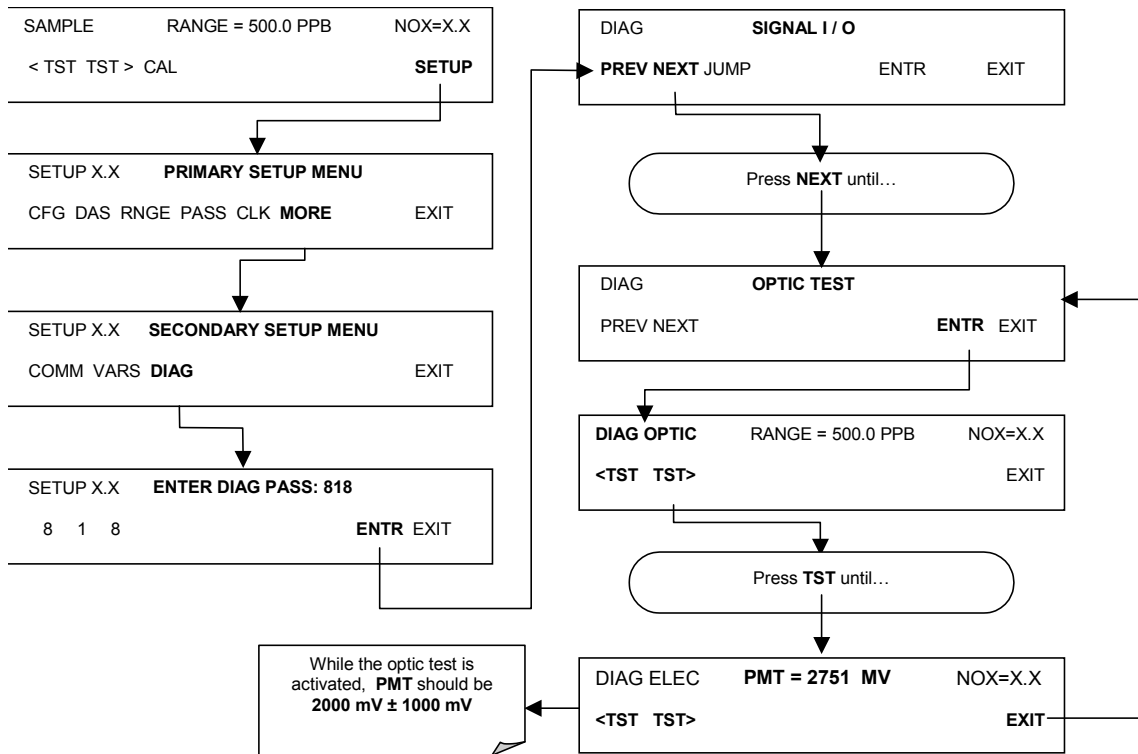 SAMPLE RANGE = 500.0 PPB NOX=X.X
< TST TST > CAL SETUP
SETUP X.X PRIMARY SETUP MENU
CFG DAS RNGE PASS CLK MORE EXIT
SETUP X.X SECONDARY SETUP MENU
COMM VARS DIAG EXIT
SETUP X.X ENTER DIAG PASS: 818
8 1 8 ENTR EXIT
DIAG SIGNAL I / O
PREV NEXT JUMP ENTR EXIT
Press NEXT until…
DIAG OPTIC TEST
PREV NEXT ENTR EXIT
DIAG OPTIC RANGE = 500.0 PPB NOX=X.X
<TST TST> EXIT
Press TST until…
DIAG ELEC PMT = 2751 MV NOX=X.X
<TST TST> EXIT
While the optic test is
activated, PMT should be
2000 mV ± 1000 mV